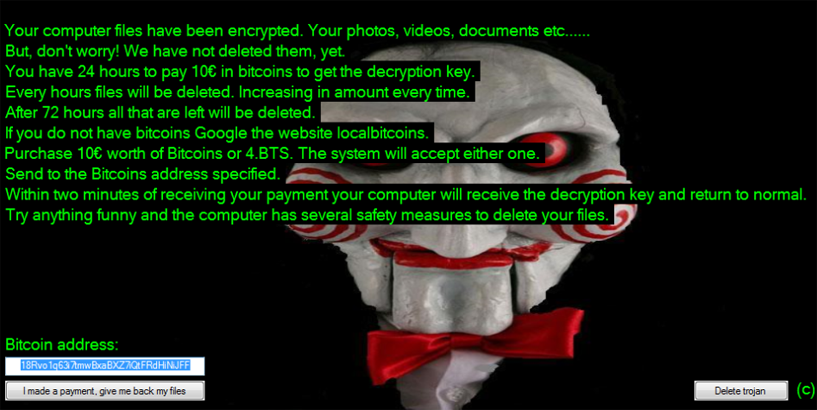 Your computer files have been encrypted. Your photos, videos, documents etc......
But, don't worry! We have not deleted them, yet.
You have 24 hours to pay 10€ in bitcoins to get the decryption key.
Every hours files will be deleted. Increasing in amount every time.
After 72 hours all that are left will be deleted.
If you do not have bitcoins Google the website localbitcoins.
Purchase 10€ worth of Bitcoins or 4.BTS. The system will accept either one.
Send to the Bitcoins address specified.
Within two minutes of receiving your payment your computer will receive the decryption key and return to normal.
Try anything funny and the computer has several safety measures to delete your files.
Bitcoin address:
I made a payment, give me back my files
Delete trojan
(c)